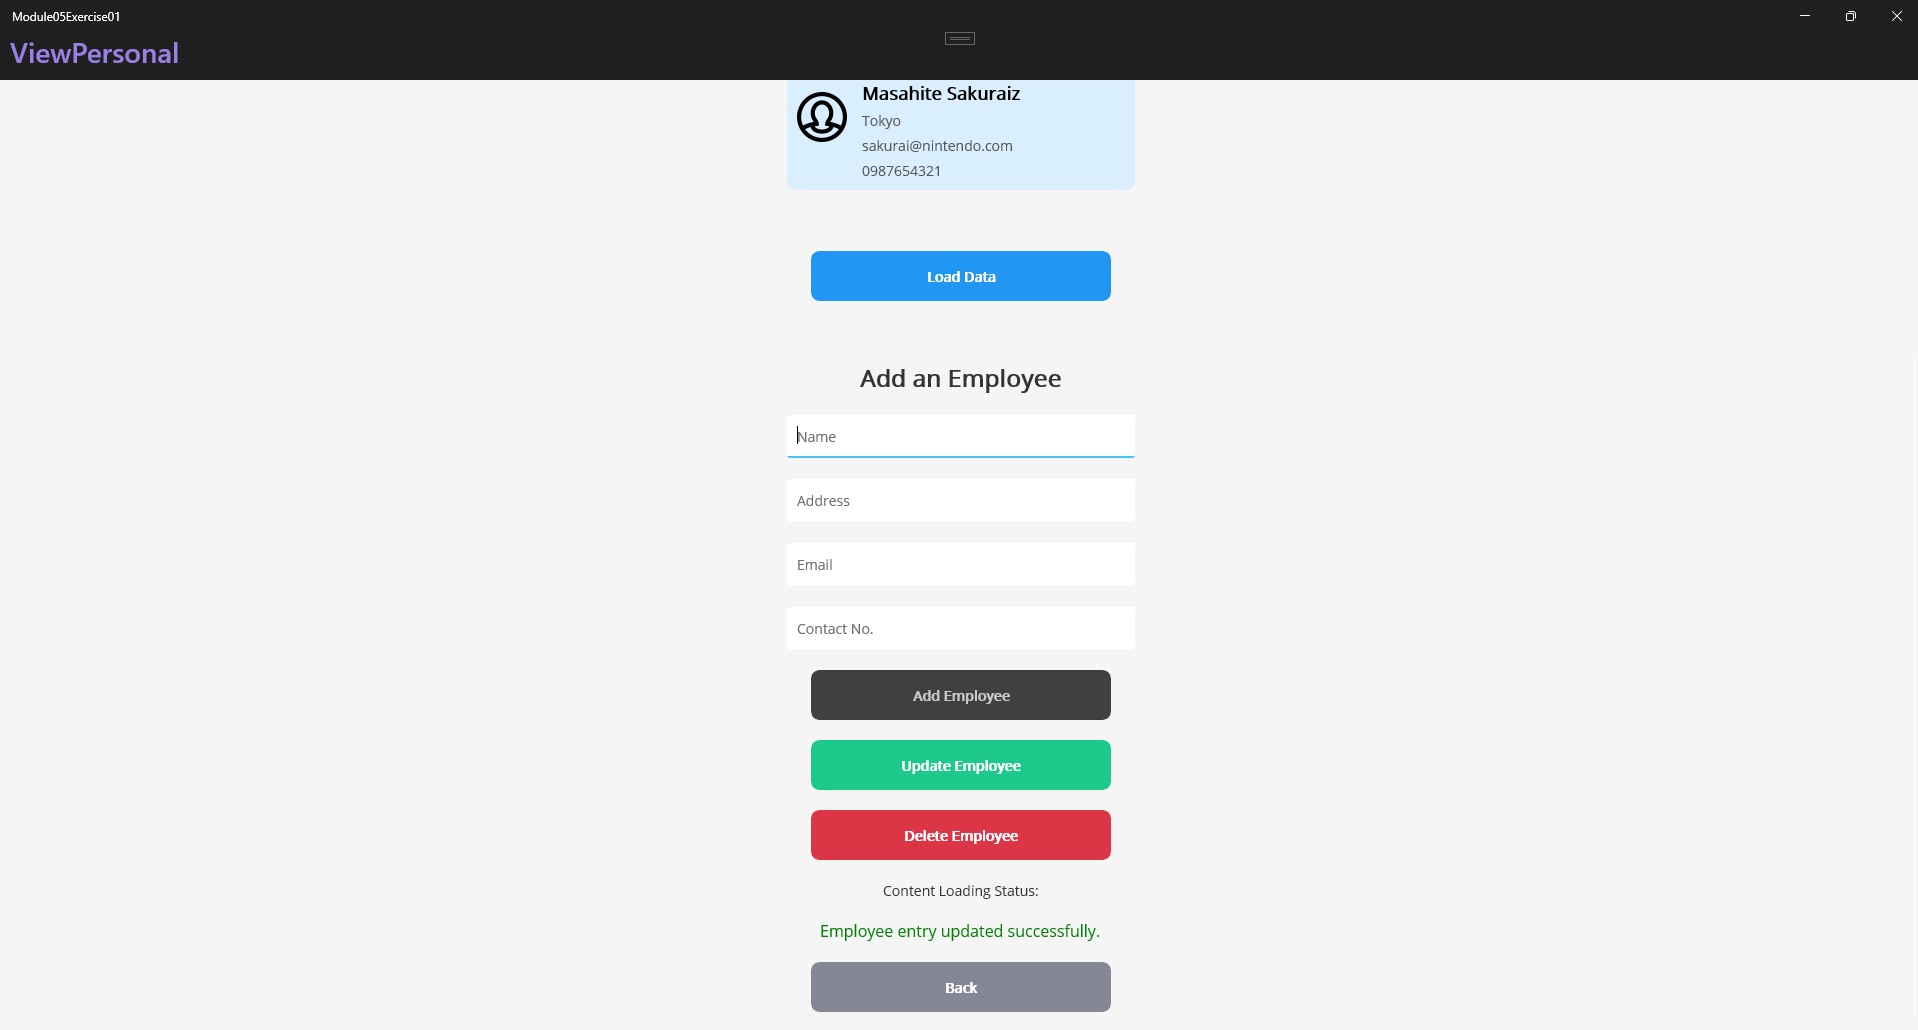 Module05Exercise01
ViewPersonal
Masahite Sakuraiz
Tokyo
sakurai@nintendo.com
0987654321
Load Data
Add an Employee
Name
Address
Email
Contact No.
Add Employee
Update Employee
Delete Employee
Content Loading Status:
Employee entry updated successfully.
Back